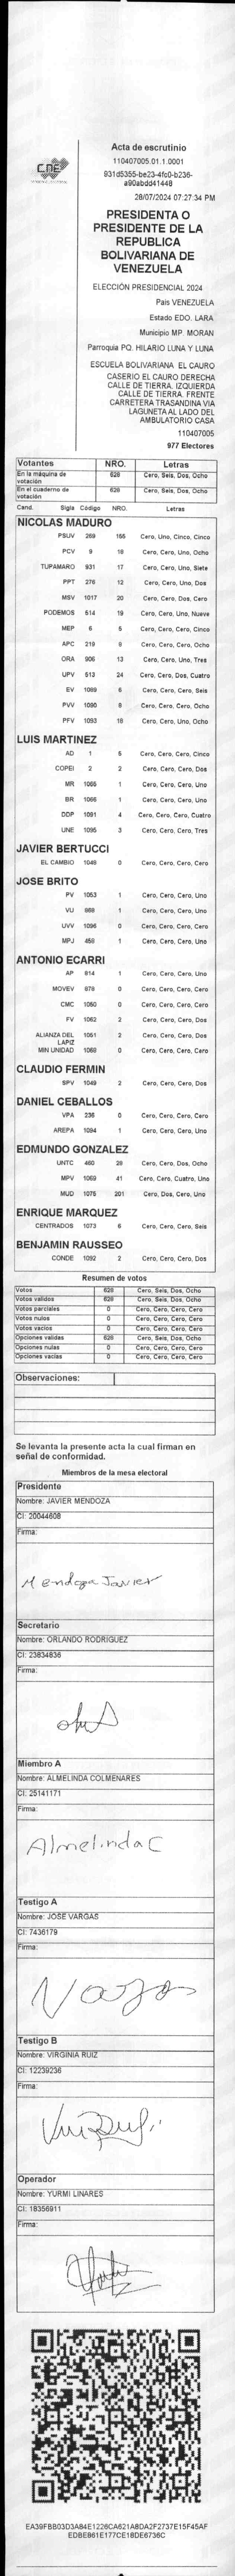 CNE
PODER ELECTORAL
Acta de escrutinio
110407005.01.1.0001
931d5355-be23-4fc0-b236-
a90abdd41448
28/07/2024 07:27:34 PM
PRESIDENTA O
PRESIDENTE DE LA
REPUBLICA
BOLIVARIANA DE
VENEZUELA
ELECCIÓN PRESIDENCIAL 2024
Pais VENEZUELA
Estado EDO. LARA
Municipio MP. MORAN
Parroquia PQ. HILARIO LUNA Y LUNA
ESCUELA BOLIVARIANA EL CAURO
CASERIO EL CAURO DERECHA
CALLE DE TIERRA. IZQUIERDA
CALLE DE TIERRA. FRENTE
CARRETERA TRASANDINA VIA
LAGUNETA AL LADO DEL
AMBULATORIO CASA
110407005
977 Electores
Votantes NRO. Letras
En la máquina de votación 628 Cero, Seis, Dos, Ocho
En el cuaderno de votación 628 Cero, Seis, Dos, Ocho
Cand. Sigla Código NRO. Letras
NICOLAS MADURO
PSUV 269 155 Cero, Uno, Cinco, Cinco
PCV 9 18 Cero, Cero, Uno, Ocho
TUPAMARO 931 17 Cero, Cero, Uno, Siete
PPT 276 12 Cero, Cero, Uno, Dos
MSV 1017 20 Cero, Cero, Dos, Cero
PODEMOS 514 19 Cero, Cero, Uno, Nueve
MEP 6 5 Cero, Cero, Cero, Cinco
APC 219 8 Cero, Cero, Cero, Ocho
ORA 906 13 Cero, Cero, Uno, Tres
UPV 513 24 Cero, Cero, Dos, Cuatro
EV 1089 6 Cero, Cero, Cero, Seis
PVV 1090 8 Cero, Cero, Cero, Ocho
PFV 1093 18 Cero, Cero, Uno, Ocho
LUIS MARTINEZ
AD 1 5 Cero, Cero, Cero, Cinco
COPEI 2 2 Cero, Cero, Cero, Dos
MR 1065 1 Cero, Cero, Cero, Uno
BR 1066 1 Cero, Cero, Cero, Uno
DDP 1091 4 Cero, Cero, Cero, Cuatro
UNE 1095 3 Cero, Cero, Cero, Tres
JAVIER BERTUCCI
EL CAMBIO 1048 0 Cero, Cero, Cero, Cero
JOSE BRITO
PV 1053 1 Cero, Cero, Cero, Uno
VU 868 1 Cero, Cero, Cero, Uno
UVV 1096 0 Cero, Cero, Cero, Cero
MPJ 458 1 Cero, Cero, Cero, Uno
ANTONIO ECARRI
AP 814 1 Cero, Cero, Cero, Uno
MOVEV 878 0 Cero, Cero, Cero, Cero
CMC 1050 0 Cero, Cero, Cero, Cero
FV 1062 2 Cero, Cero, Cero, Dos
ALIANZA DEL LAPIZ 1051 2 Cero, Cero, Cero, Dos
MIN UNIDAD 1068 0 Cero, Cero, Cero, Cero
CLAUDIO FERMIN
SPV 1049 2 Cero, Cero, Cero, Dos
DANIEL CEBALLOS
VPA 236 0 Cero, Cero, Cero, Cero
AREPA 1094 1 Cero, Cero, Cero, Uno
EDMUNDO GONZALEZ
UNTC 460 28 Cero, Cero, Dos, Ocho
MPV 1069 41 Cero, Cero, Cuatro, Uno
MUD 1075 201 Cero, Dos, Cero, Uno
ENRIQUE MARQUEZ
CENTRADOS 1073 6 Cero, Cero, Cero, Seis
BENJAMIN RAUSSEO
CONDE 1092 2 Cero, Cero, Cero, Dos
Resumen de votos
Votos 628 Cero, Seis, Dos, Ocho
Votos validos 628 Cero, Seis, Dos, Ocho
Votos parciales 0 Cero, Cero, Cero, Cero
Votos nulos 0 Cero, Cero, Cero, Cero
Votos vacios 0 Cero, Cero, Cero, Cero
Opciones validas 628 Cero, Seis, Dos, Ocho
Opciones nulas 0 Cero, Cero, Cero, Cero
Opciones vacias 0 Cero, Cero, Cero, Cero
Observaciones:
Se levanta la presente acta la cual firman en
señal de conformidad.
Miembros de la mesa electoral
Presidente
Nombre: JAVIER MENDOZA
CI: 20044608
Firma:
Mendoza Javier
Secretario
Nombre: ORLANDO RODRIGUEZ
CI: 23834836
Firma:
Miembro A
Nombre: ALMELINDA COLMENARES
CI: 25141171
Firma:
Almelinda C
Testigo A
Nombre: JOSE VARGAS
CI: 7436179
Firma:
Testigo B
Nombre: VIRGINIA RUIZ
CI: 12239236
Firma:
Operador
Nombre: YURMI LINARES
CI: 18356911
Firma:
EA39FBB03D3A84E1226CA621A8DA2F2737E15F45AF
EDBE861E177CE18DE6736C